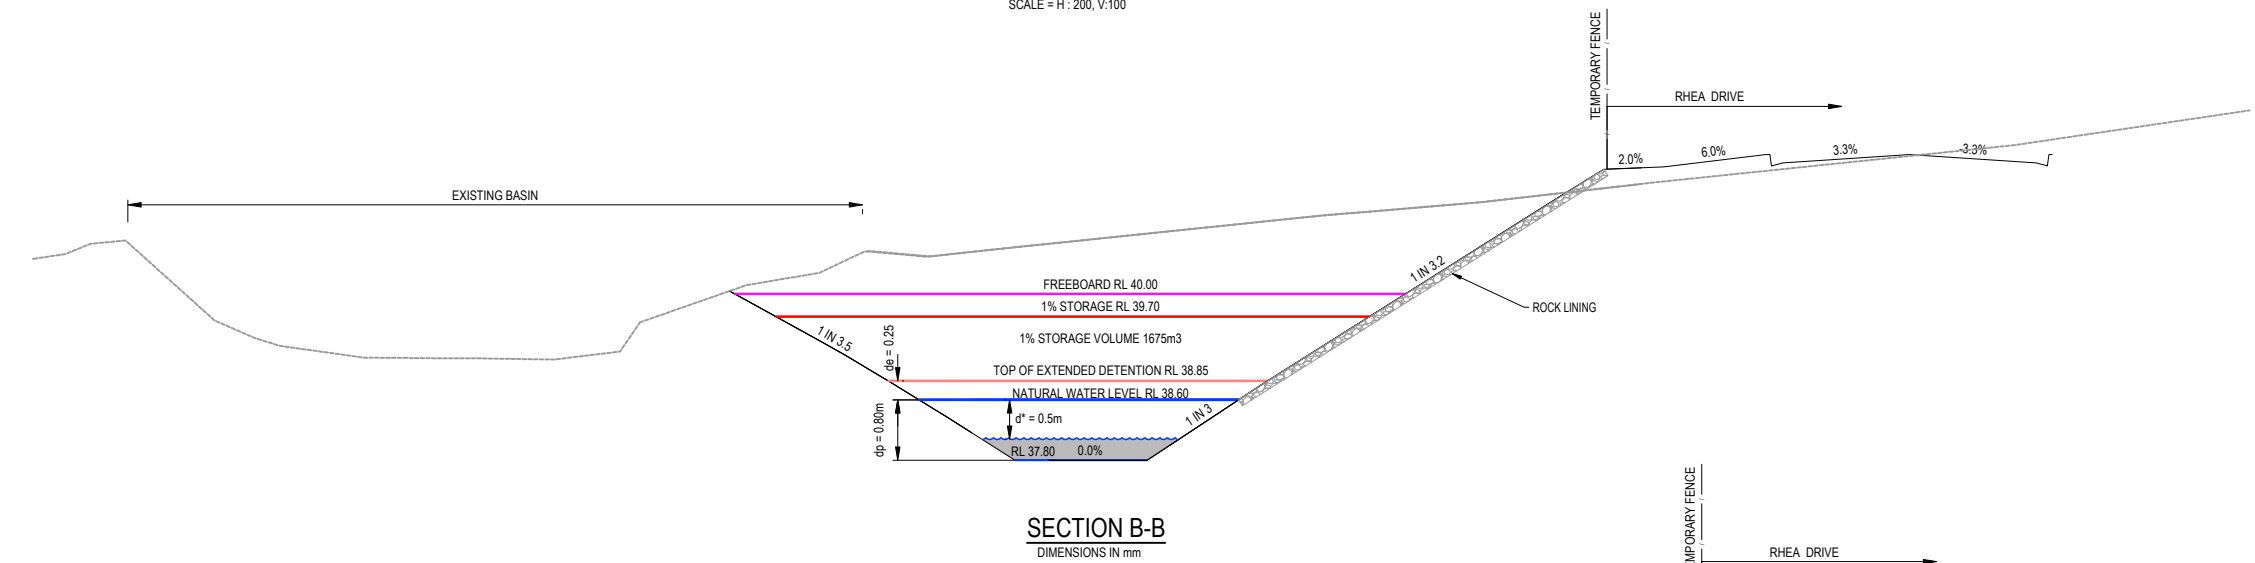 SCALE = H : 200, V:100
TEMPORARY FENCE
RHEA DRIVE
2.0%
6.0%
3.3%
-3.3%
EXISTING BASIN
FREEBOARD RL 40.00
1 IN 3.2
1% STORAGE RL 39.70
ROCK LINING
1 IN 3.5
de = 0.25
1% STORAGE VOLUME 1675m3
TOP OF EXTENDED DETENTION RL 38.85
NATURAL WATER LEVEL RL 38.60
dp = 0.80m
d* = 0.5m
1 IN 3
RL 37.80
0.0%
SECTION B-B
DIMENSIONS IN mm
MPORARY FENCE
RHEA DRIVE